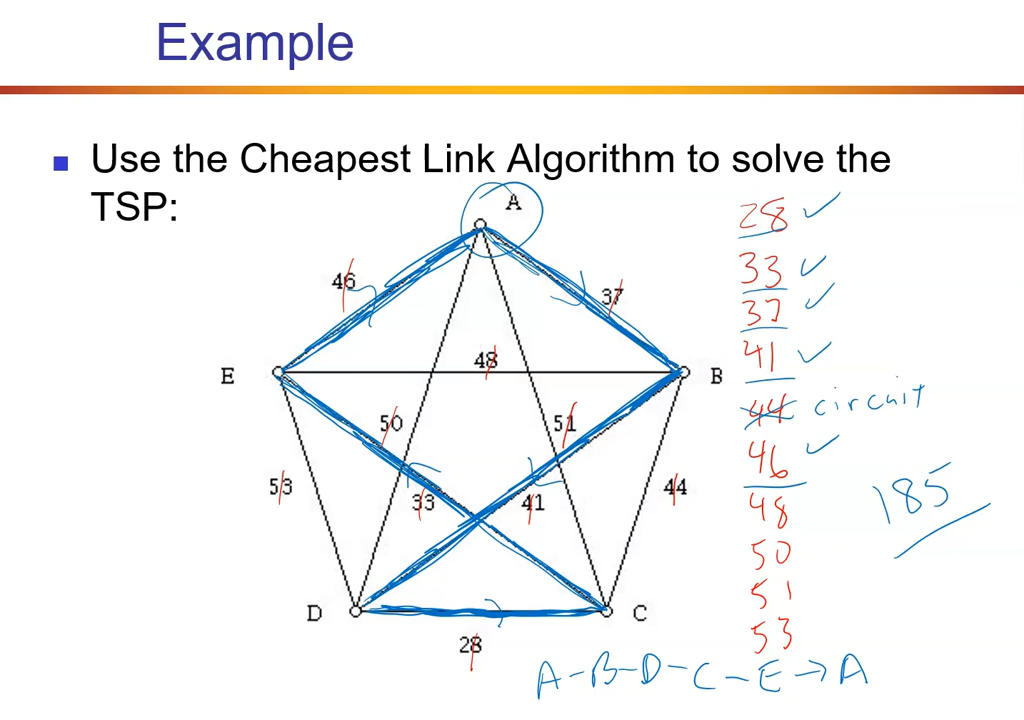 Example
Use the Cheapest Link Algorithm to solve the
TSP:
A
28
46
33
37
37
41
48
E
B
44 circuit
50
51
46
53
33
41
44
48
185
50
51
D
C
53
28
A-B-D-C-E→A